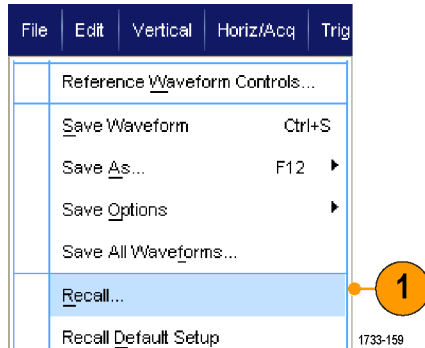 File Edit Vertical Horiz/Acq Trig
Reference Waveform Controls...
Save Waveform Ctrl+S
Save As... F12
Save Options
Save All Waveforms...
Recall... 1
Recall Default Setup 1733-159